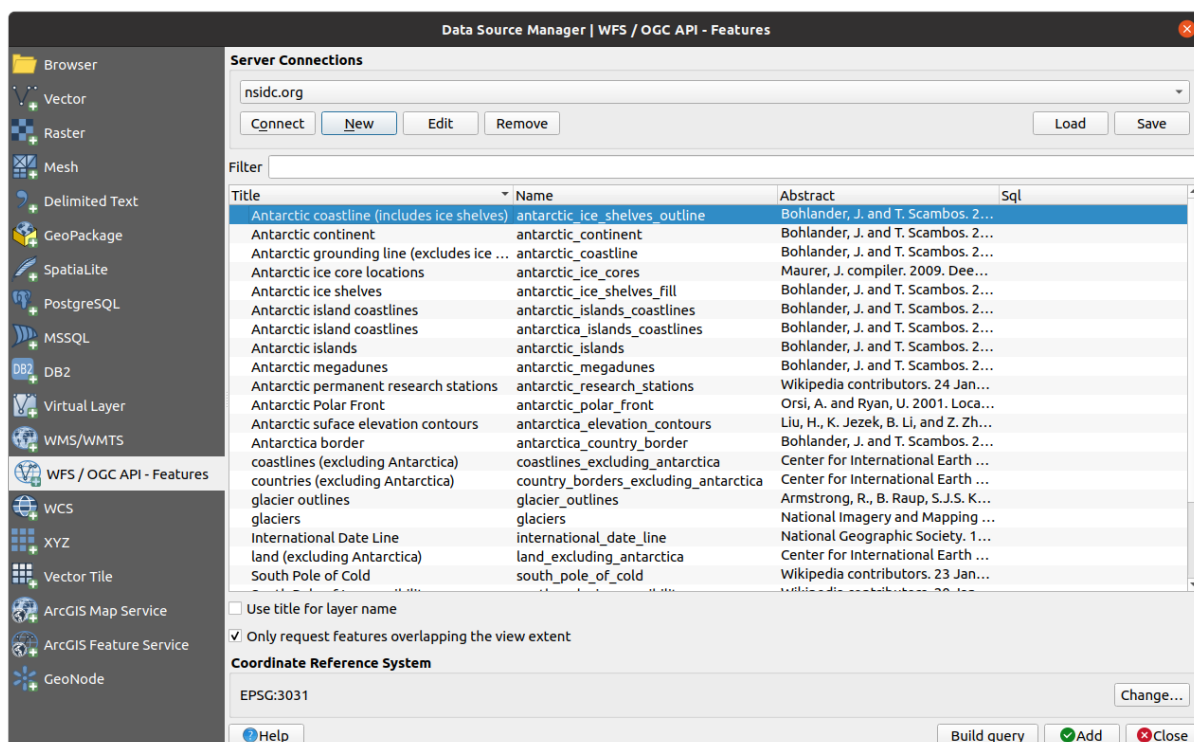 Data Source Manager | WFS / OGC API - Features
Browser
Vector
Raster
Mesh
Delimited Text
GeoPackage
SpatiaLite
PostgreSQL
MSSQL
DB2
DB2
Virtual Layer
WMS/WMTS
WFS / OGC API - Features
WCS
XYZ
Vector Tile
ArcGIS Map Service
ArcGIS Feature Service
GeoNode
Server Connections
nsidc.org
Connect New Edit Remove Load Save
Filter
Title Name Abstract Sql
Antarctic coastline (includes ice shelves) antarctic_ice_shelves_outline Bohlander, J. and T. Scambos. 2...
Antarctic continent antarctic_continent Bohlander, J. and T. Scambos. 2...
Antarctic grounding line (excludes ice ... antarctic_coastline Bohlander, J. and T. Scambos. 2...
Antarctic ice core locations antarctic_ice_cores Maurer, J. compiler. 2009. Dee...
Antarctic ice shelves antarctic_ice_shelves_fill Bohlander, J. and T. Scambos. 2...
Antarctic island coastlines antarctic_islands_coastlines Bohlander, J. and T. Scambos. 2...
Antarctic island coastlines antarctica_islands_coastlines Bohlander, J. and T. Scambos. 2...
Antarctic islands antarctic_islands Bohlander, J. and T. Scambos. 2...
Antarctic megadunes antarctic_megadunes Bohlander, J. and T. Scambos. 2...
Antarctic permanent research stations antarctic_research_stations Wikipedia contributors. 24 Jan...
Antarctic Polar Front antarctic_polar_front Orsi, A. and Ryan, U. 2001. Loca...
Antarctic suface elevation contours antarctica_elevation_contours Liu, H., K. Jezek, B. Li, and Z. Zh...
Antarctica border antarctica_country_border Bohlander, J. and T. Scambos. 2...
coastlines (excluding Antarctica) coastlines_excluding_antarctica Center for International Earth ...
countries (excluding Antarctica) country_borders_excluding_antarctica Center for International Earth ...
glacier outlines glacier_outlines Armstrong, R., B. Raup, S.J.S. K...
glaciers glaciers National Imagery and Mapping ...
International Date Line international_date_line National Geographic Society. 1...
land (excluding Antarctica) land_excluding_antarctica Center for International Earth ...
South Pole of Cold south_pole_of_cold Wikipedia contributors. 23 Jan...
Use title for layer name
Only request features overlapping the view extent
Coordinate Reference System
EPSG:3031
Change...
Help Build query Add Close